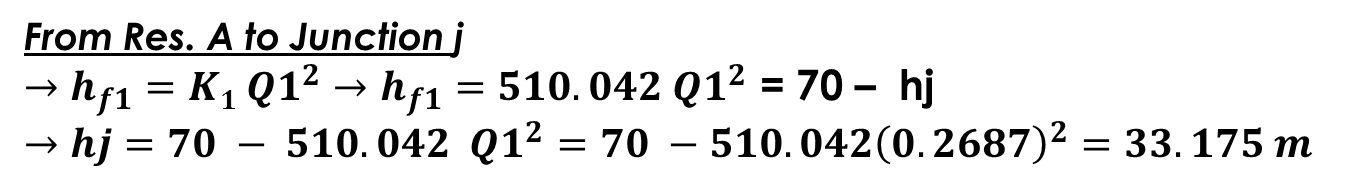 From Res. A to Junction j
→ h_f1 = K_1 Q1² → h_f1 = 510.042 Q1² = 70 – hj
→ hj = 70 − 510.042 Q1² = 70 − 510.042(0.2687)² = 33.175 m